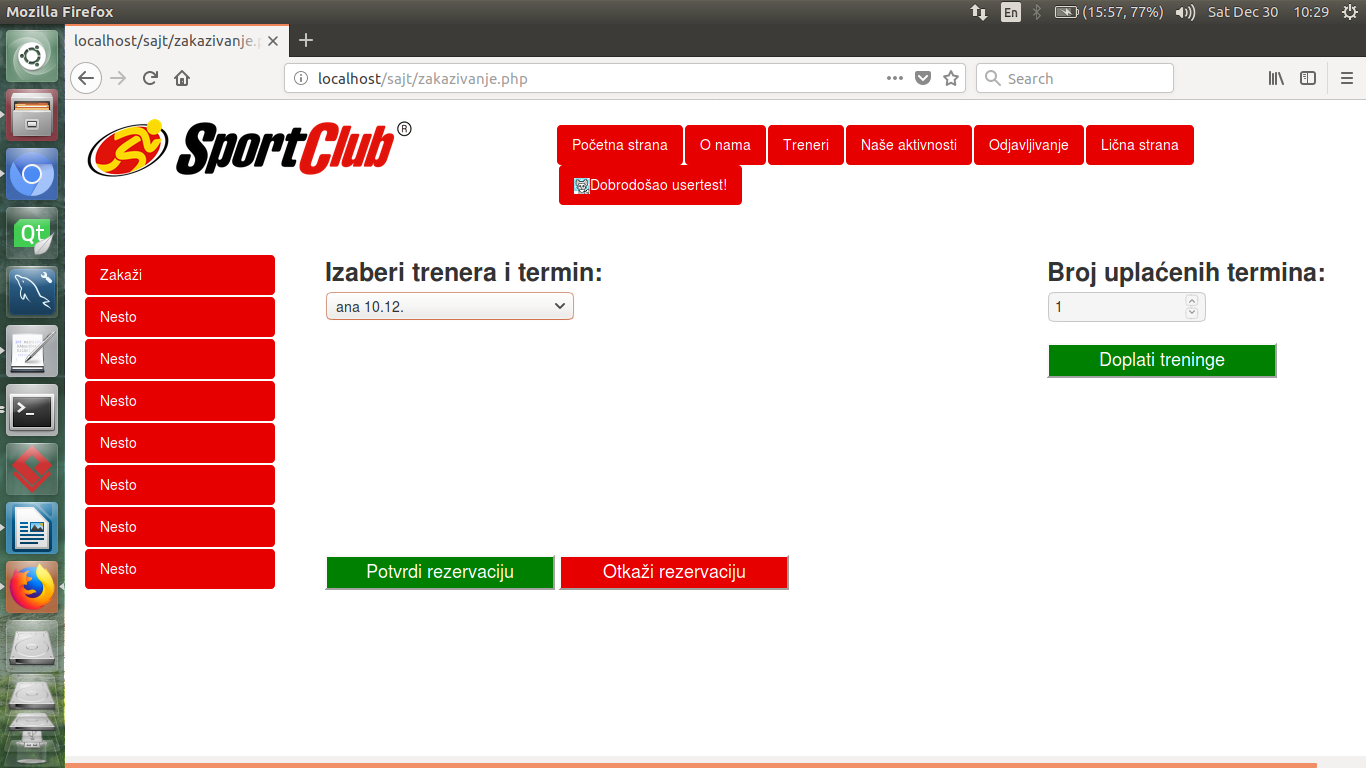 Mozilla Firefox
En
(15:57, 77%)
Sat Dec 30
10:29
localhost/sajt/zakazivanje.p
localhost/sajt/zakazivanje.php
Search
SportClub®
Početna strana
O nama
Treneri
Naše aktivnosti
Odjavljivanje
Lična strana
Dobrodošao usertest!
Zakaži
Nesto
Nesto
Nesto
Nesto
Nesto
Nesto
Nesto
Izaberi trenera i termin:
ana 10.12.
Potvrdi rezervaciju
Otkaži rezervaciju
Broj uplaćenih termina:
1
Doplati treninge
Qt